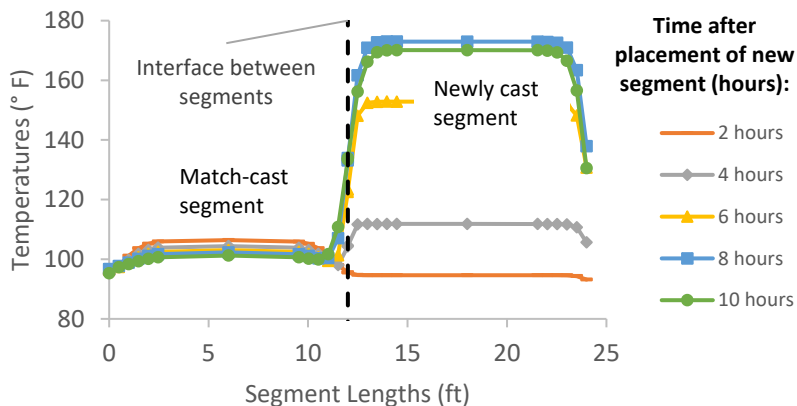 180
160
140
120
100
80
Temperatures (° F)
0
5
10
15
20
25
Segment Lengths (ft)
Interface between
segments
Match-cast
segment
Newly cast
segment
Time after
placement of new
segment (hours):
2 hours
4 hours
6 hours
8 hours
10 hours